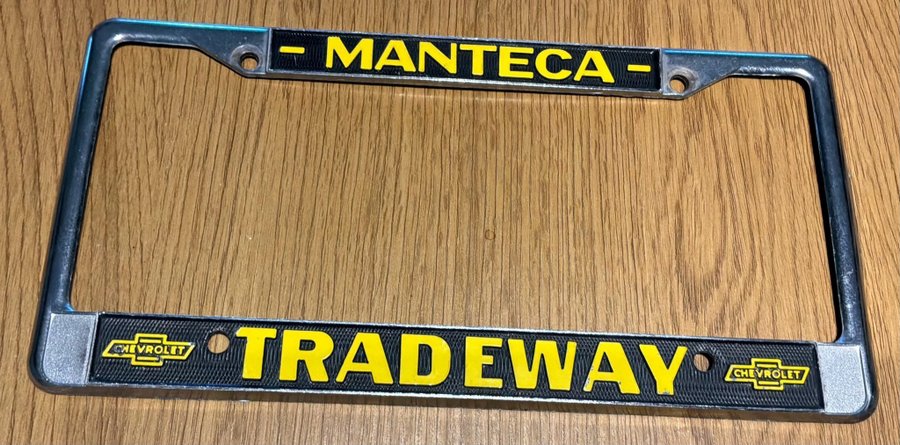 - MANTECA -
CHEVROLET TRADEWAY CHEVROLET